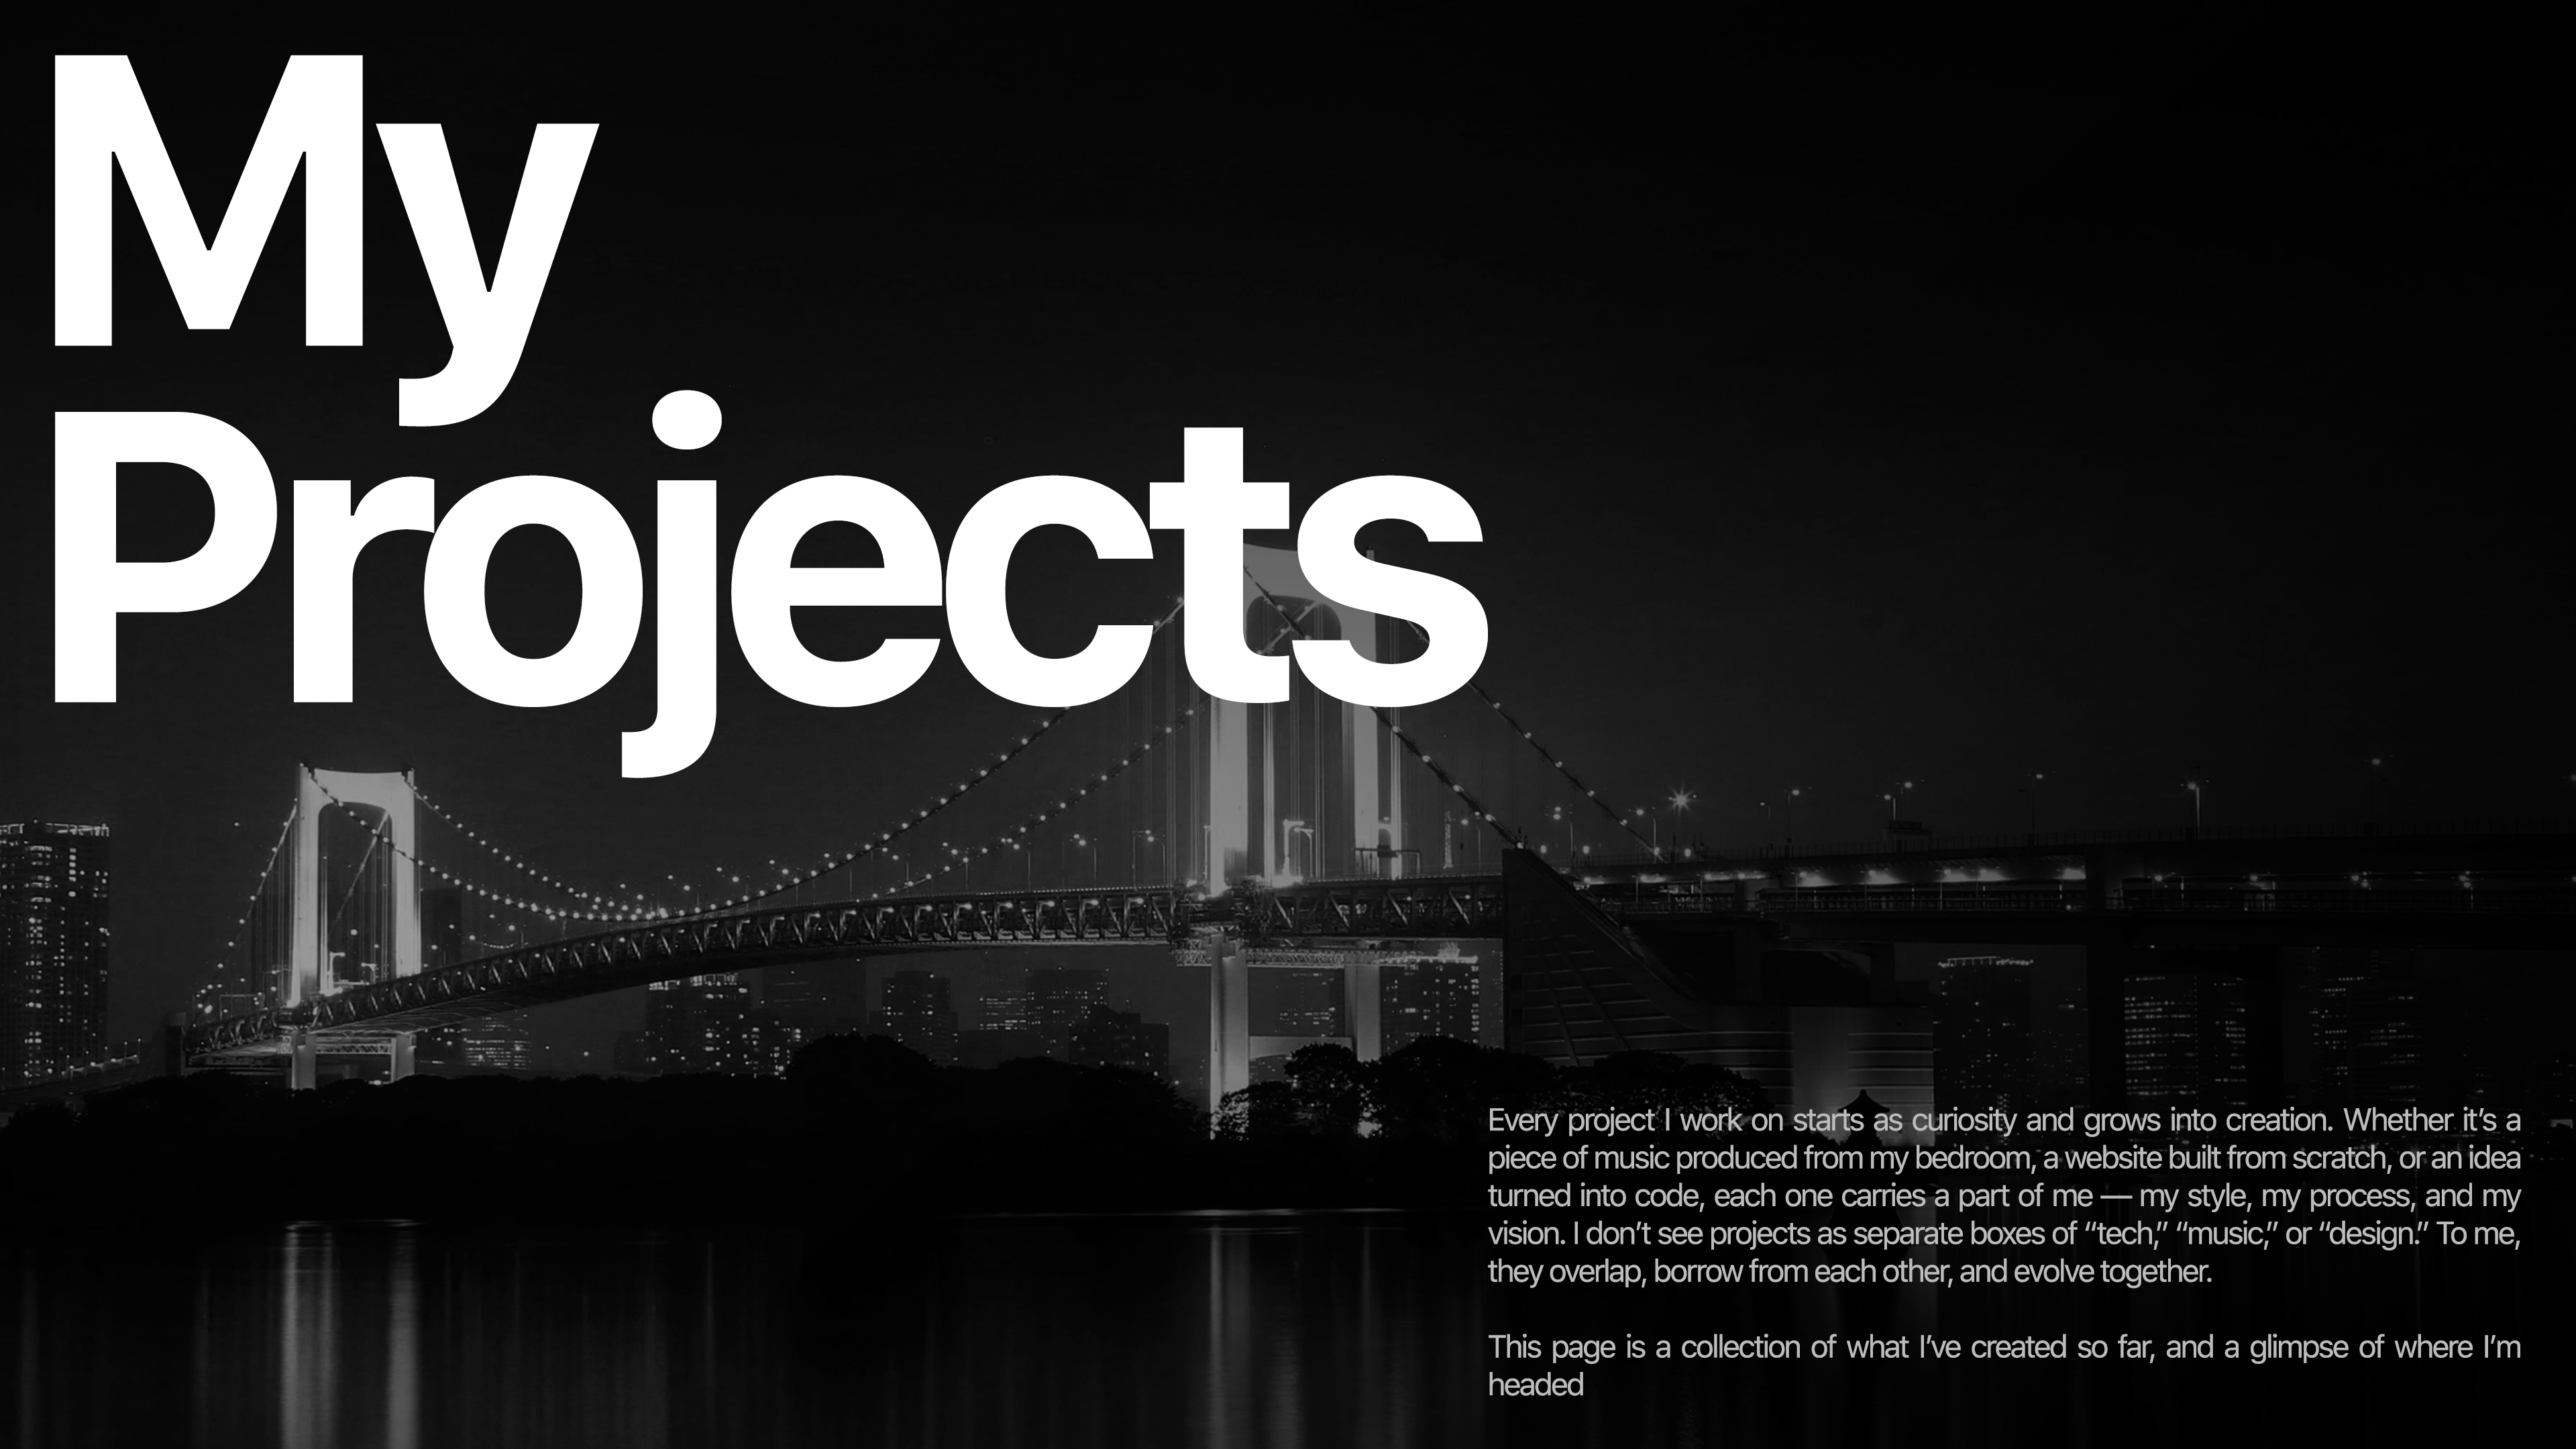 My
Projects
Every project I work on starts as curiosity and grows into creation. Whether it’s a
piece of music produced from my bedroom, a website built from scratch, or an idea
turned into code, each one carries a part of me — my style, my process, and my
vision. I don’t see projects as separate boxes of “tech,” “music,” or “design.” To me,
they overlap, borrow from each other, and evolve together.
This page is a collection of what I’ve created so far, and a glimpse of where I’m
headed